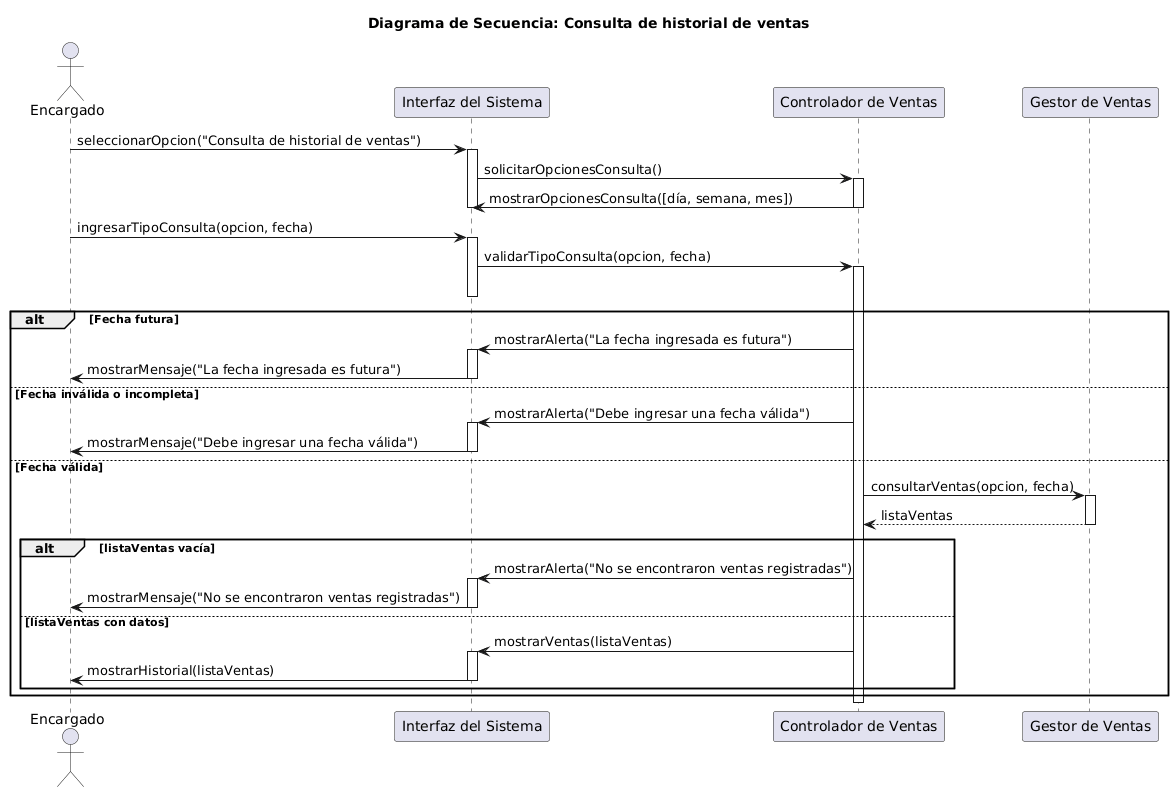 Diagrama de Secuencia: Consulta de historial de ventas
Encargado
Interfaz del Sistema
Controlador de Ventas
Gestor de Ventas
seleccionarOpcion("Consulta de historial de ventas")
solicitarOpcionesConsulta()
mostrarOpcionesConsulta([día, semana, mes])
ingresarTipoConsulta(opcion, fecha)
validarTipoConsulta(opcion, fecha)
alt
[Fecha futura]
mostrarAlerta("La fecha ingresada es futura")
mostrarMensaje("La fecha ingresada es futura")
[Fecha inválida o incompleta]
mostrarAlerta("Debe ingresar una fecha válida")
mostrarMensaje("Debe ingresar una fecha válida")
[Fecha válida]
consultarVentas(opcion, fecha)
listaVentas
alt
[listaVentas vacía]
mostrarAlerta("No se encontraron ventas registradas")
mostrarMensaje("No se encontraron ventas registradas")
[listaVentas con datos]
mostrarVentas(listaVentas)
mostrarHistorial(listaVentas)
Encargado
Interfaz del Sistema
Controlador de Ventas
Gestor de Ventas